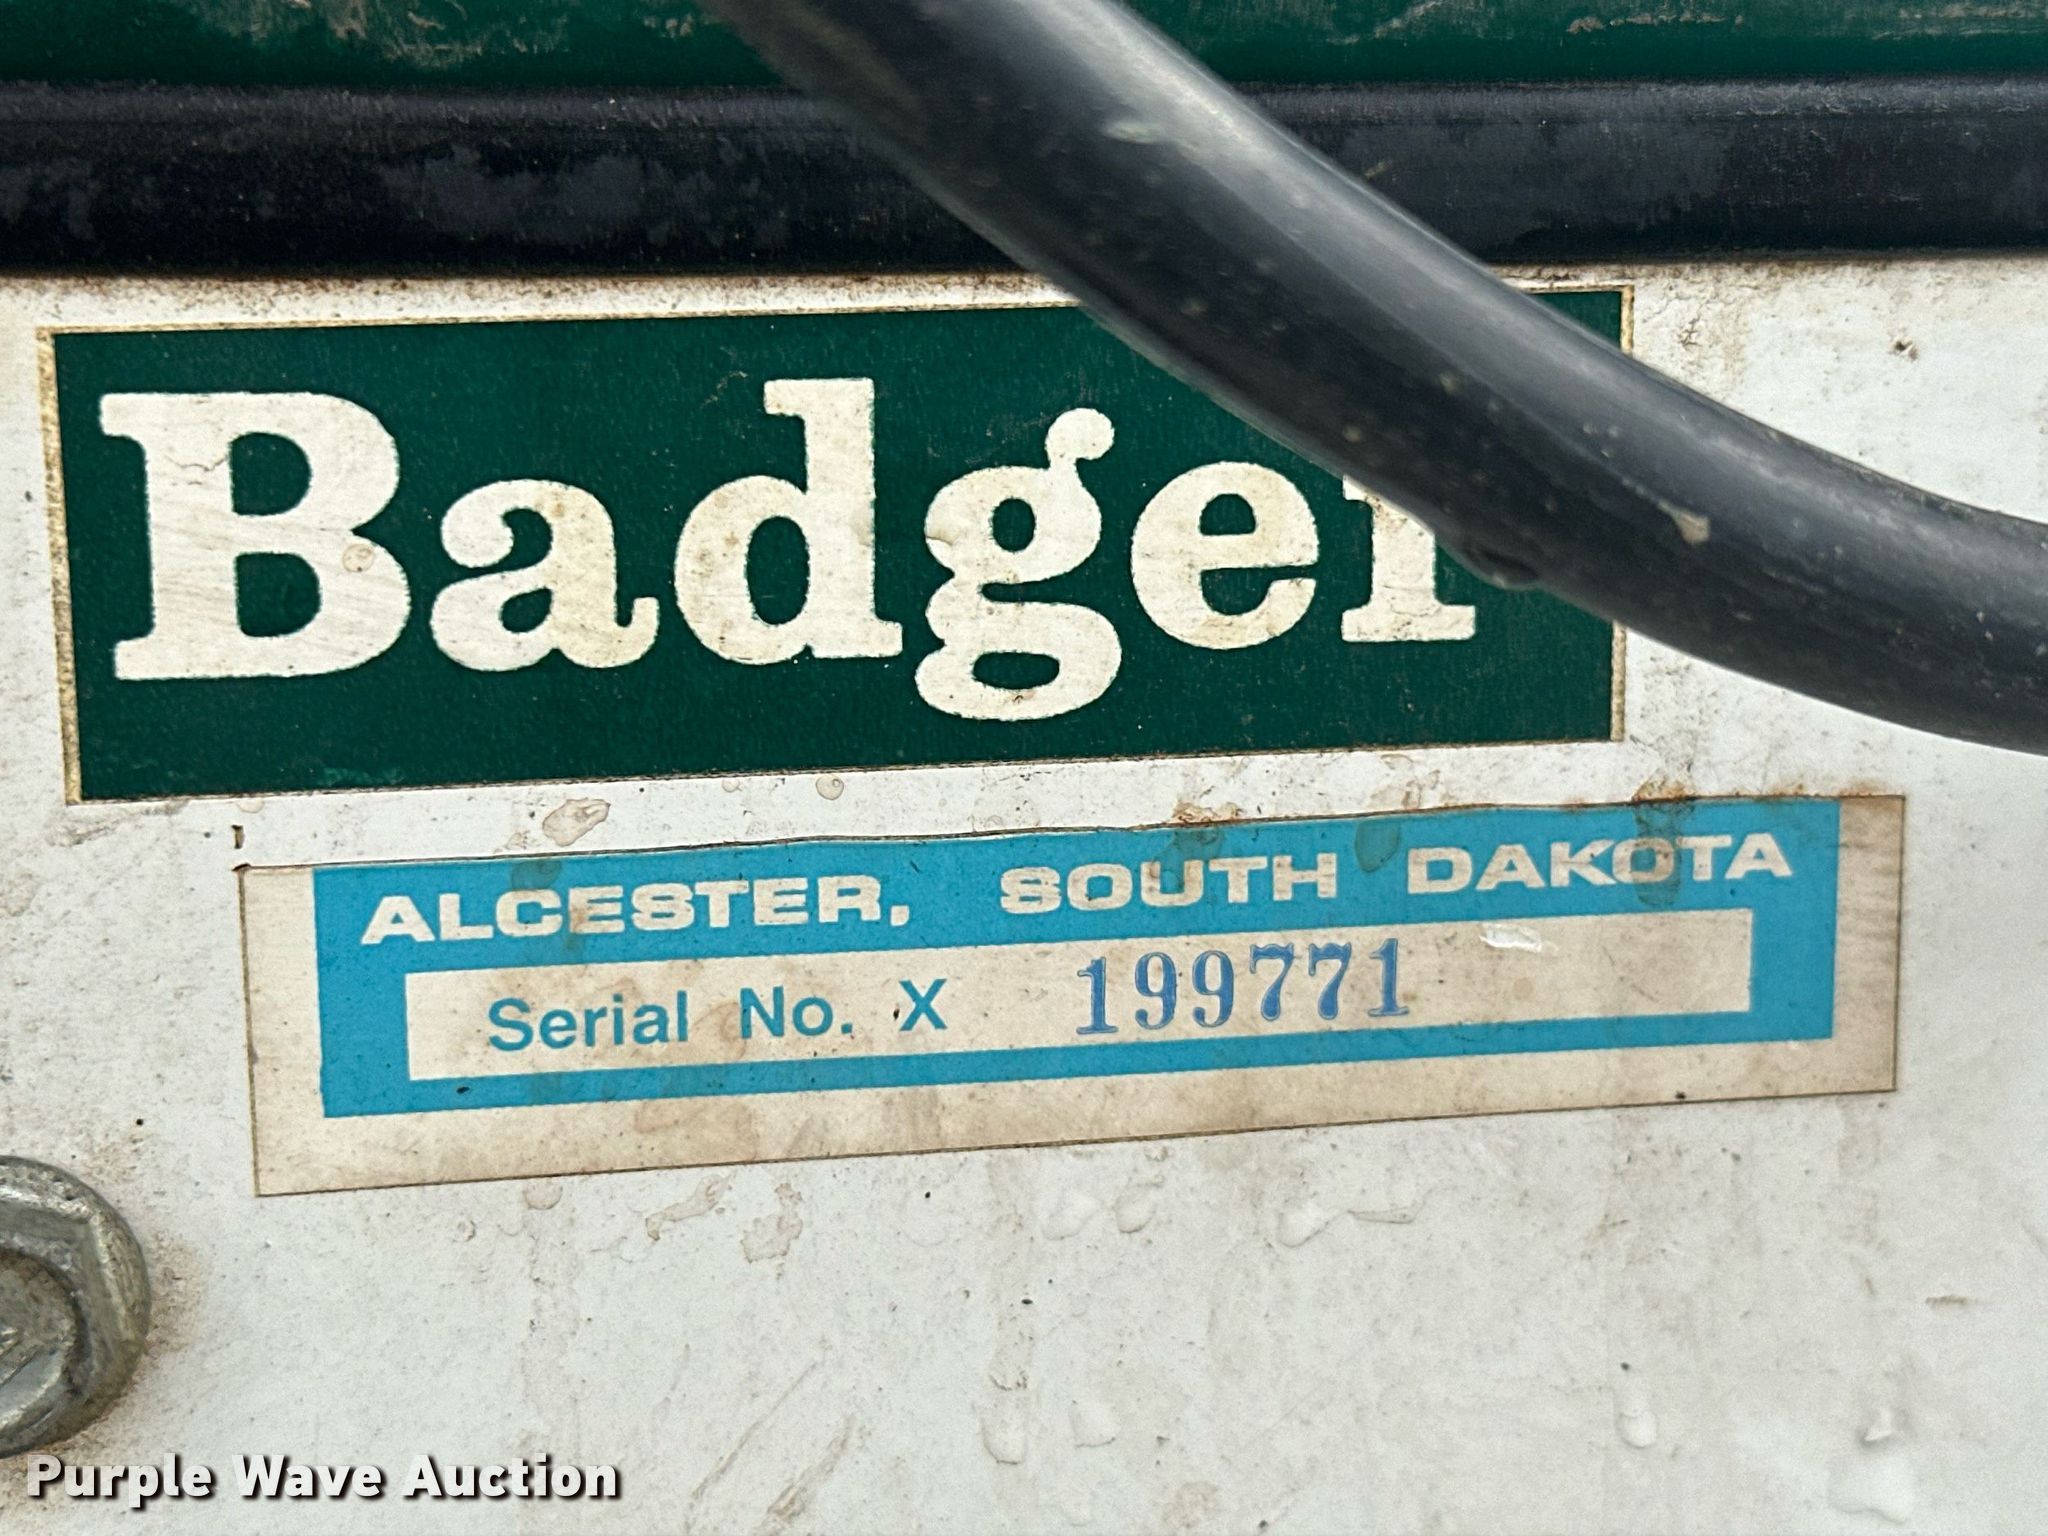 Badger
ALCESTER, SOUTH DAKOTA
Serial No. X 199771
Purple Wave Auction